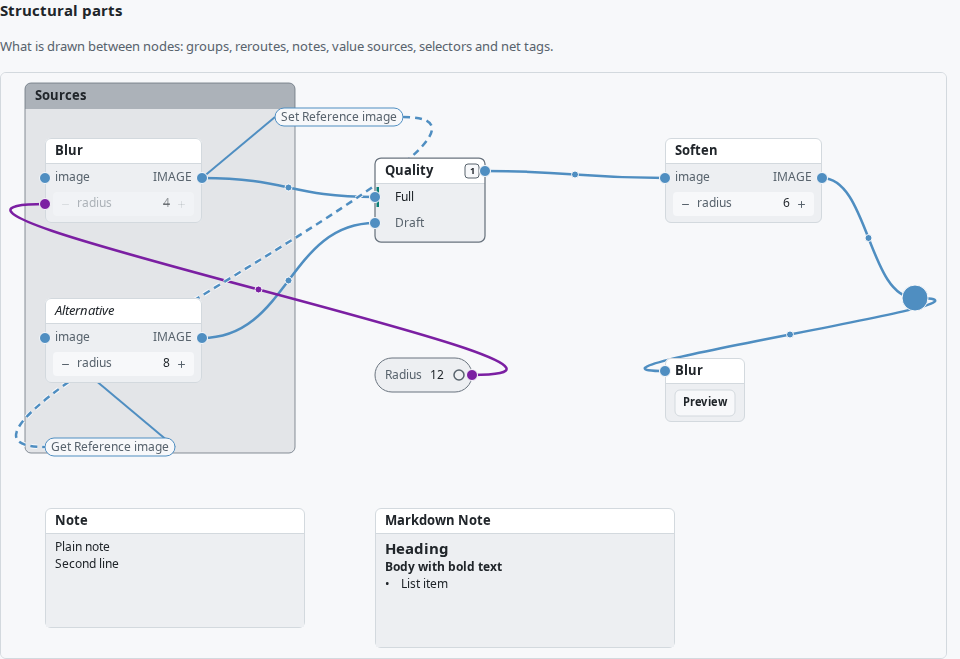 Structural parts
What is drawn between nodes: groups, reroutes, notes, value sources, selectors and net tags.
Sources
Set Reference image
Blur
image IMAGE
− radius 4 +
Quality 1
Full
Draft
Soften
image IMAGE
− radius 6 +
Alternative
image IMAGE
− radius 8 +
Radius 12
Blur
Preview
Get Reference image
Note
Plain note
Second line
Markdown Note
Heading
Body with bold text
• List item